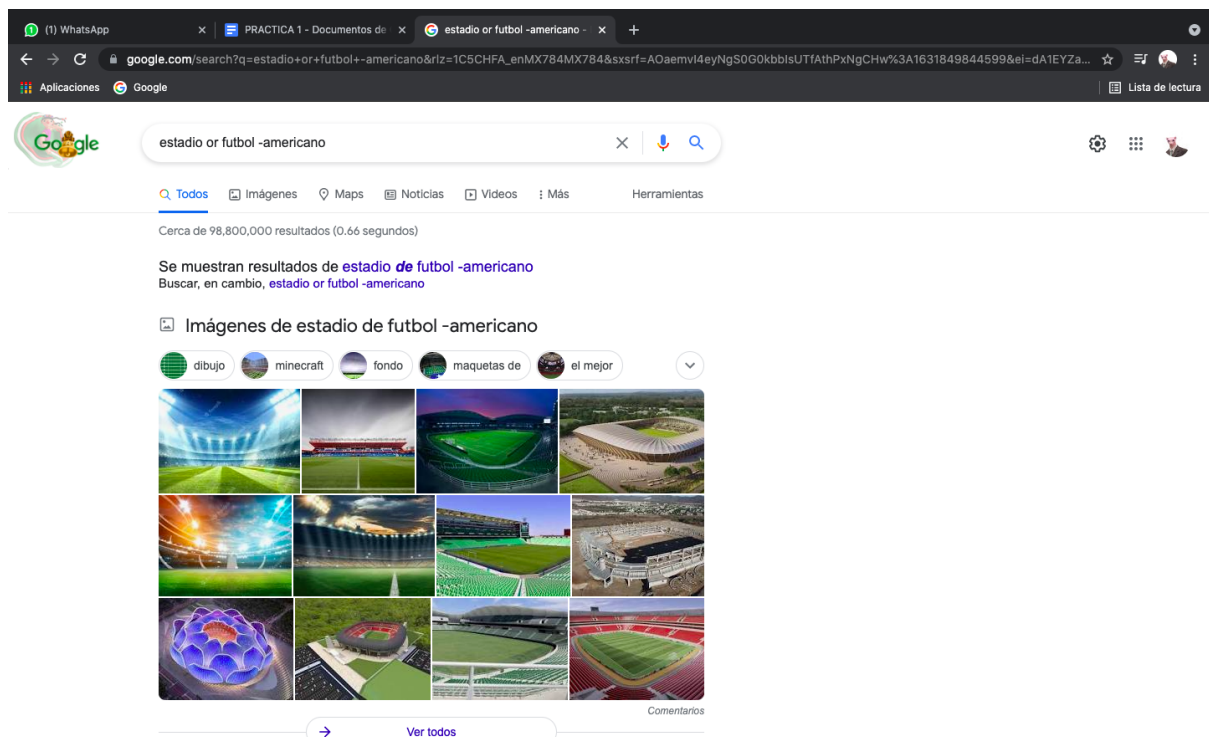 (1) WhatsApp
PRACTICA 1 - Documentos de
estadio or futbol -americano -
google.com/search?q=estadio+or+futbol+-americano&rlz=1C5CHFA_enMX784MX784&sxsrf=AOaemvI4eyNgS0G0kbbIsUTfAthPxNgCHw%3A1631849844599&ei=dA1EYZa...
Aplicaciones
Google
Lista de lectura
Google
estadio or futbol -americano
Todos
Imágenes
Maps
Noticias
Videos
Más
Herramientas
Cerca de 98,800,000 resultados (0.66 segundos)
Se muestran resultados de estadio de futbol -americano
Buscar, en cambio, estadio or futbol -americano
Imágenes de estadio de futbol -americano
dibujo
minecraft
fondo
maquetas de
el mejor
Comentarios
Ver todos